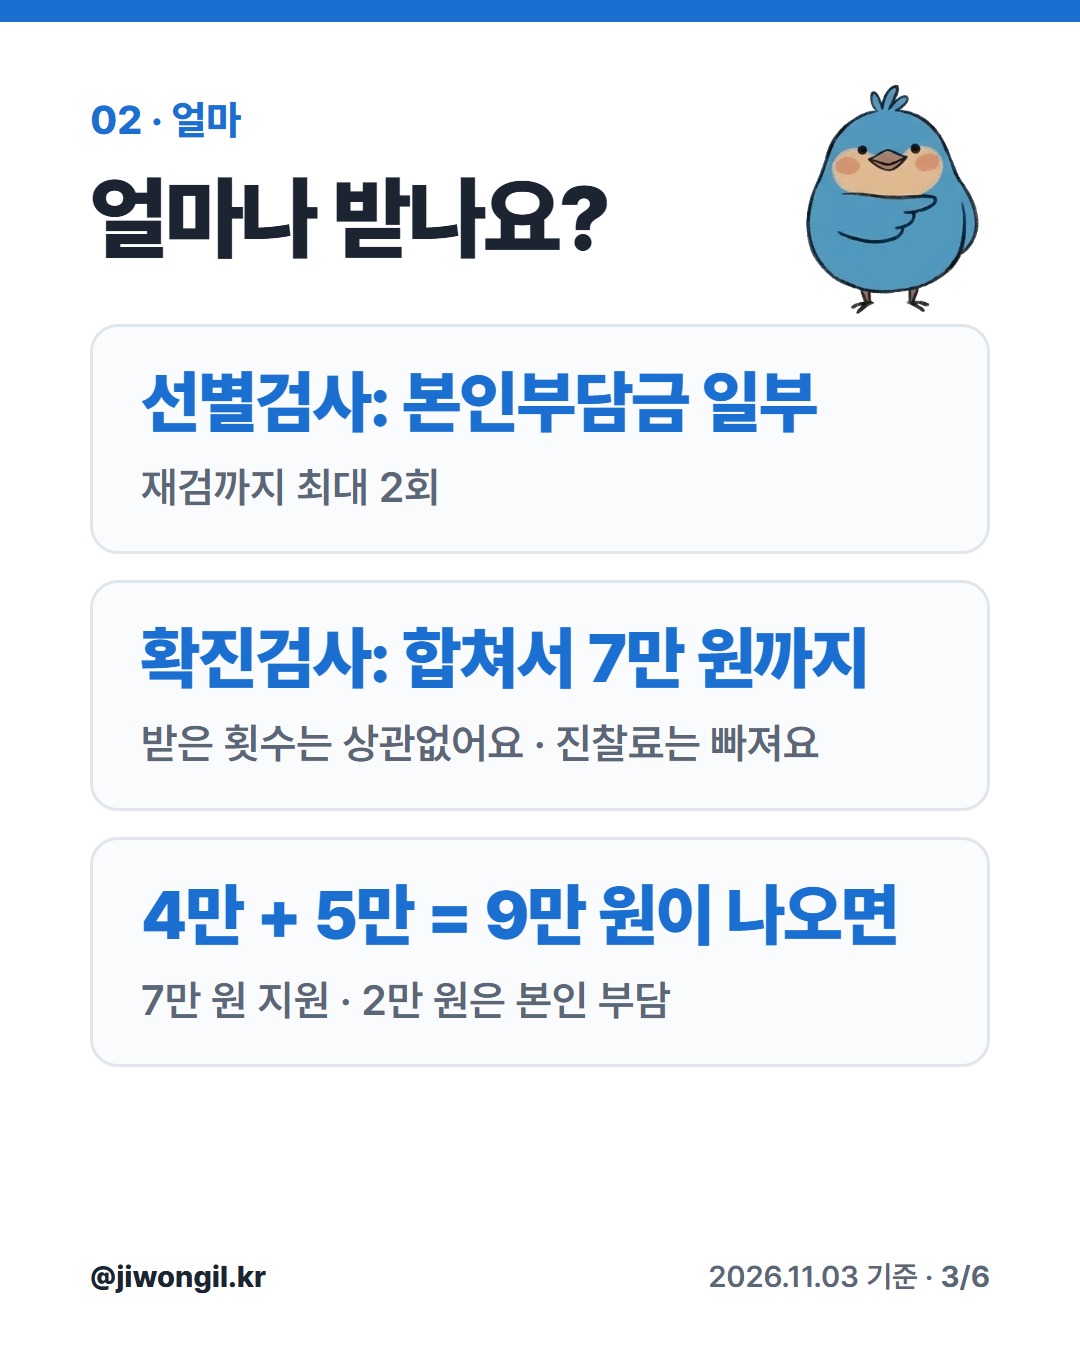 02 · 얼마
얼마나 받나요?
선별검사: 본인부담금 일부
재검까지 최대 2회
확진검사: 합쳐서 7만 원까지
받은 횟수는 상관없어요 · 진찰료는 빠져요
4만 + 5만 = 9만 원이 나오면
7만 원 지원 · 2만 원은 본인 부담
@jiwongil.kr
2026.11.03 기준 · 3/6